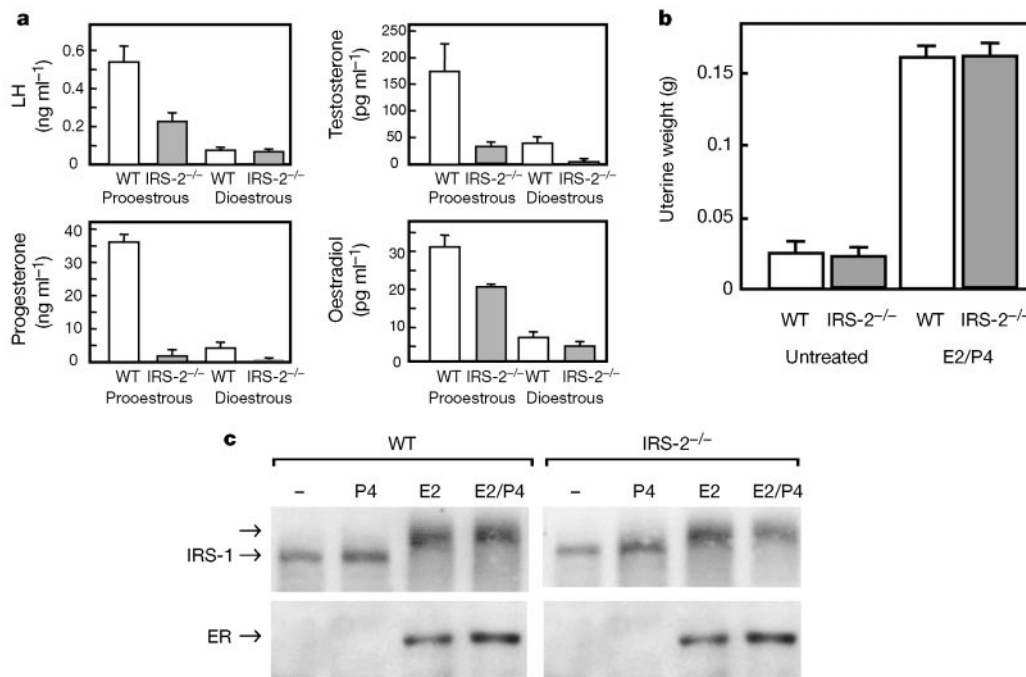 a
LH
(ng ml⁻¹)
0.6
0.4
0.2
0
WT IRS-2⁻/⁻ WT IRS-2⁻/⁻
Prooestrous Dioestrous
Testosterone
(pg ml⁻¹)
250
200
150
100
50
0
WT IRS-2⁻/⁻ WT IRS-2⁻/⁻
Prooestrous Dioestrous
Progesterone
(ng ml⁻¹)
40
30
20
10
0
WT IRS-2⁻/⁻ WT IRS-2⁻/⁻
Prooestrous Dioestrous
Oestradiol
(pg ml⁻¹)
30
20
10
0
WT IRS-2⁻/⁻ WT IRS-2⁻/⁻
Prooestrous Dioestrous
b
Uterine weight (g)
0.15
0.05
0
WT IRS-2⁻/⁻ WT IRS-2⁻/⁻
Untreated E2/P4
c
WT IRS-2⁻/⁻
– P4 E2 E2/P4 – P4 E2 E2/P4
→
IRS-1 →
ER →